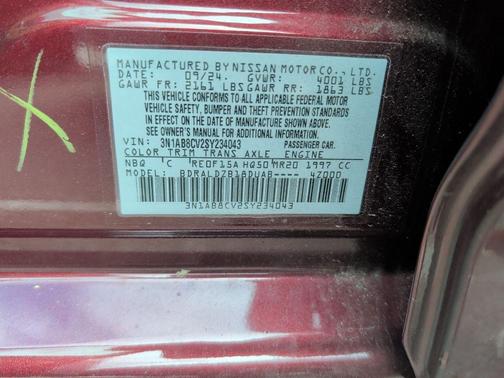 MANUFACTURED BY NISSAN MOTOR CO., LTD.
DATE: 09/24. GVWR: 4001 LBS
GAWR FR: 2161 LBS GAWR RR: 1863 LBS
THIS VEHICLE CONFORMS TO ALL APPLICABLE FEDERAL MOTOR
VEHICLE SAFETY, BUMPER AND THEFT PREVENTION STANDARDS
IN EFFECT ON THE DATE OF MANUFACTURE SHOWN ABOVE.
SEE OWNER'S MANUAL FOR ADDITIONAL INFORMATION.
VIN: 3N1AB8CV2SY234043 PASSENGER CAR.
COLOR TRIM TRANS AXLE ENGINE
NBQ C RE0F15A HQ50 MR20 1997 CC
MODEL: BDRALDZB18DUAB---- 4Z000
3N1AB8CV2SY234043